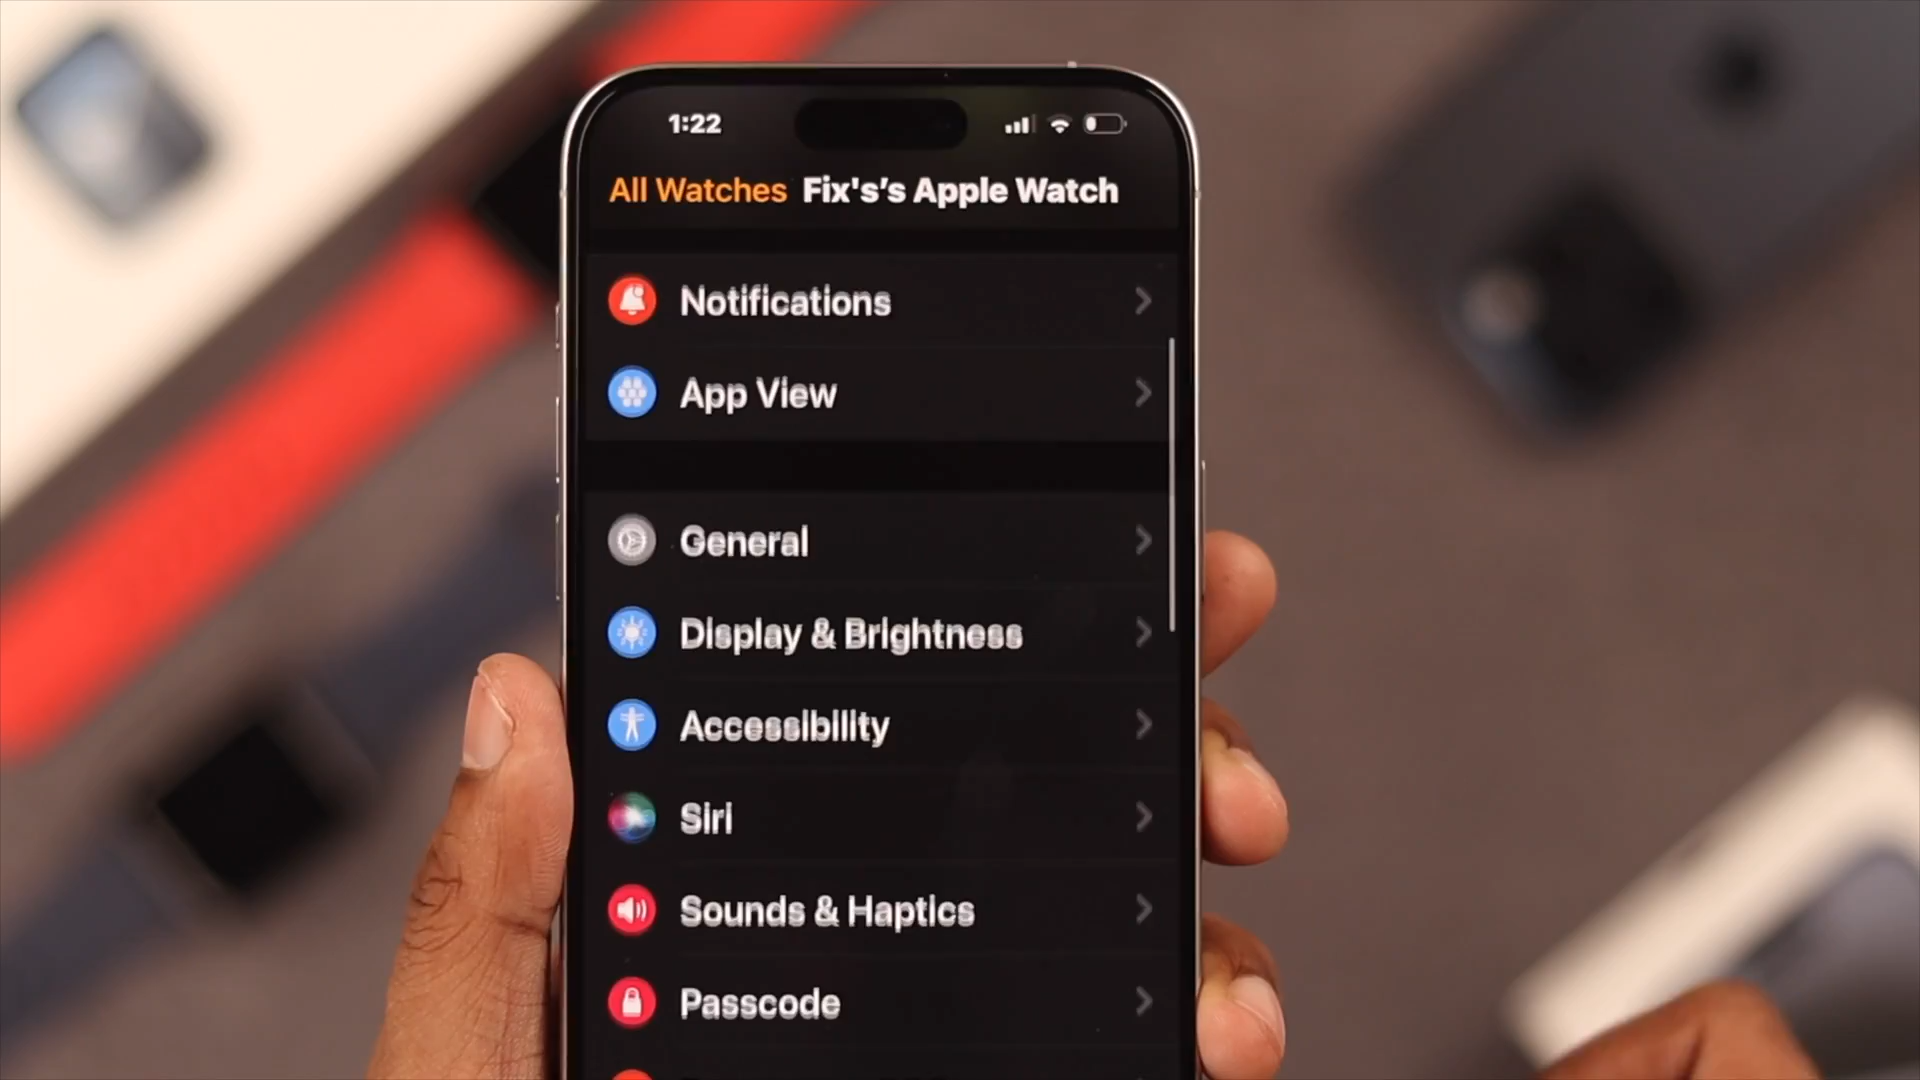 1:22
All Watches Fix's’s Apple Watch
Notifications
App View
General
Display & Brightness
Accessibility
Siri
Sounds & Haptics
Passcode